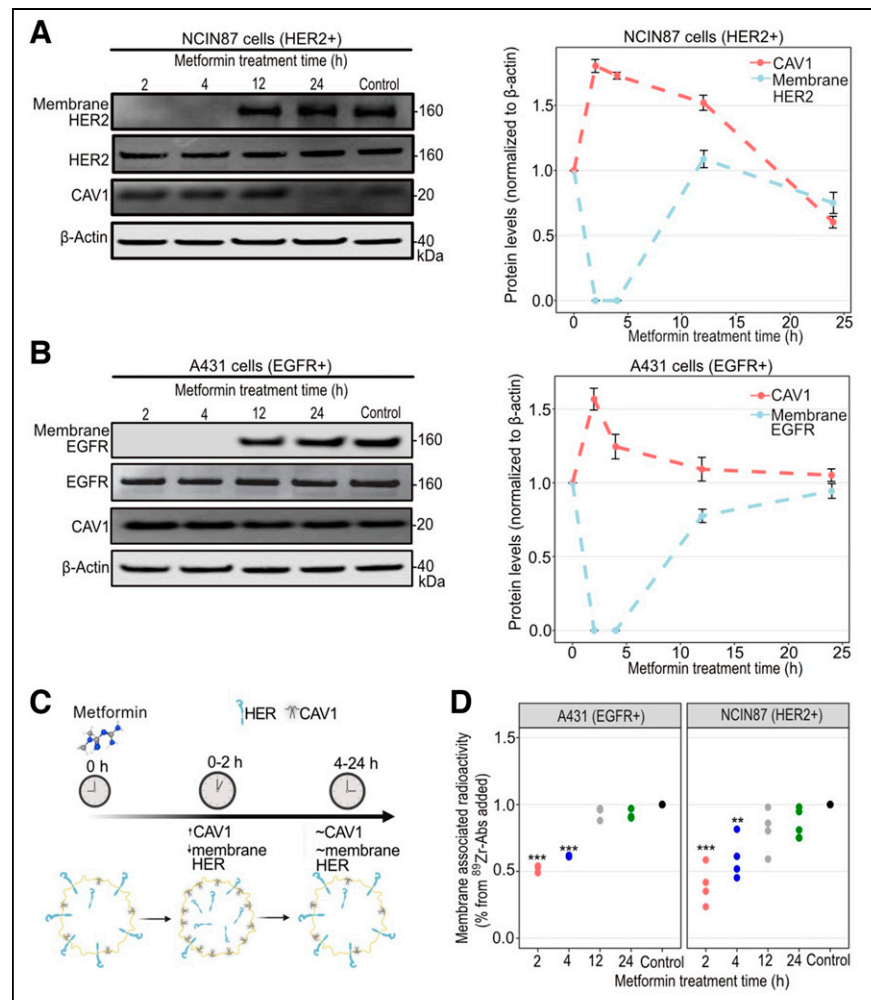 A
NCIN87 cells (HER2+)
Metformin treatment time (h)
2 4 12 24 Control
Membrane
HER2
-160
HER2
-160
CAV1
-20
β-Actin
-40
kDa
NCIN87 cells (HER2+)
CAV1
Membrane
HER2
Protein levels (normalized to β-actin)
1.5
1.0
0.5
0.0
0 5 10 15 20 25
Metformin treatment time (h)
B
A431 cells (EGFR+)
Metformin treatment time (h)
2 4 12 24 Control
Membrane
EGFR
-160
EGFR
-160
CAV1
-20
β-Actin
-40
kDa
A431 cells (EGFR+)
CAV1
Membrane
EGFR
Protein levels (normalized to β-actin)
1.5
1.0
0.5
0.0
0 5 10 15 20 25
Metformin treatment time (h)
C
Metformin
HER CAV1
0 h 0-2 h 4-24 h
↑CAV1
↓membrane
HER
~CAV1
~membrane
HER
D
A431 (EGFR+) NCIN87 (HER2+)
Membrane associated radioactivity
(% from ⁸⁹Zr-Abs added)
1.5
1.0
0.5
0.0
*** *** *** **
2 4 12 24 Control 2 4 12 24 Control
Metformin treatment time (h)